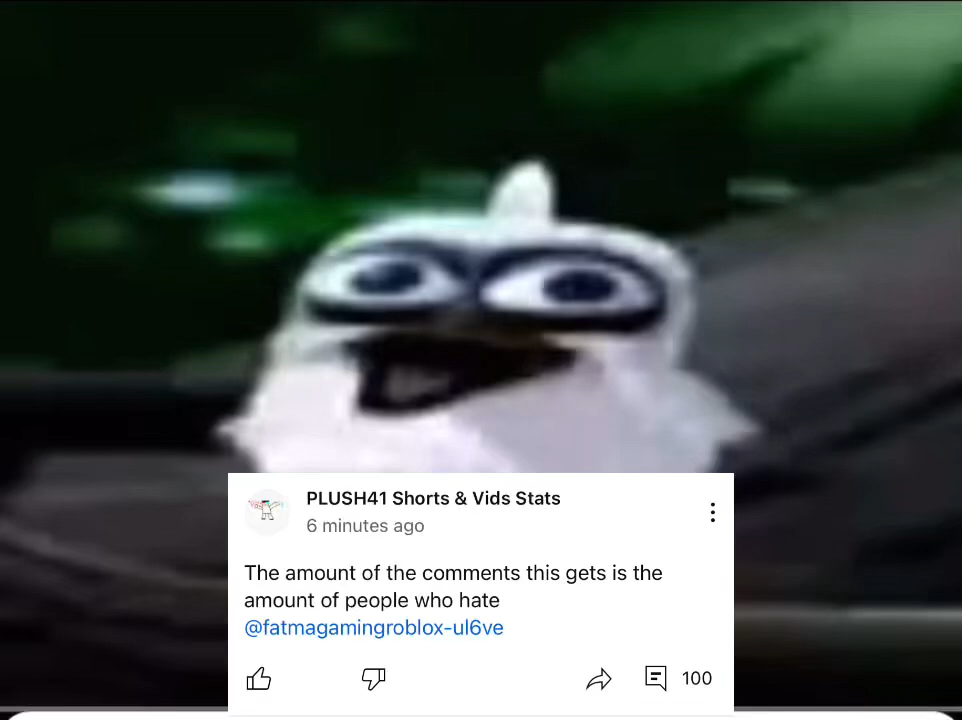 PLUSH41 Shorts & Vids Stats
6 minutes ago
The amount of the comments this gets is the
amount of people who hate
@fatmagamingroblox-ul6ve
100